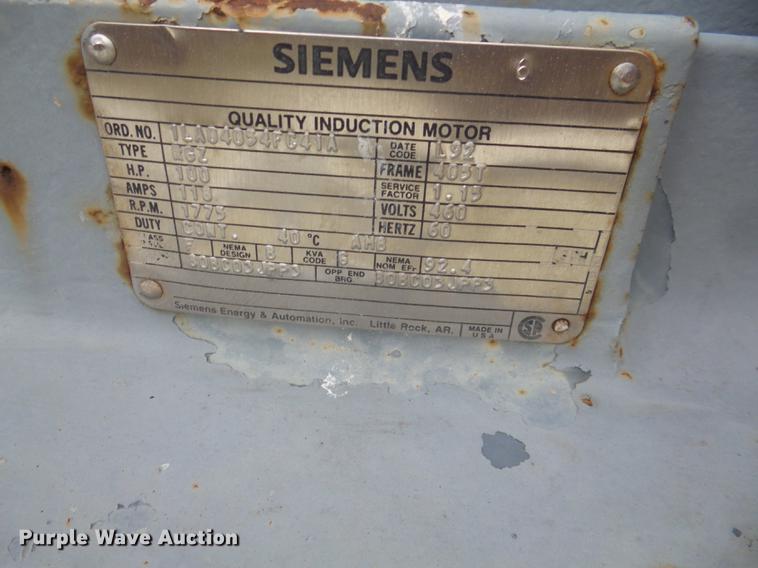 SIEMENS 6
QUALITY INDUCTION MOTOR
ORD. NO. 1LA04054FC41A DATE CODE L92
TYPE RGZ FRAME 405T
H.P. 100 SERVICE FACTOR 1.15
AMPS 118 VOLTS 460
R.P.M. 1775 HERTZ 60
DUTY CONT. 40 °C AMB
F NEMA DESIGN B KVA CODE G NEMA NOM EFF 92.4
OPP END BRG
Siemens Energy & Automation, Inc. Little Rock, AR. MADE IN U S A
Purple Wave Auction